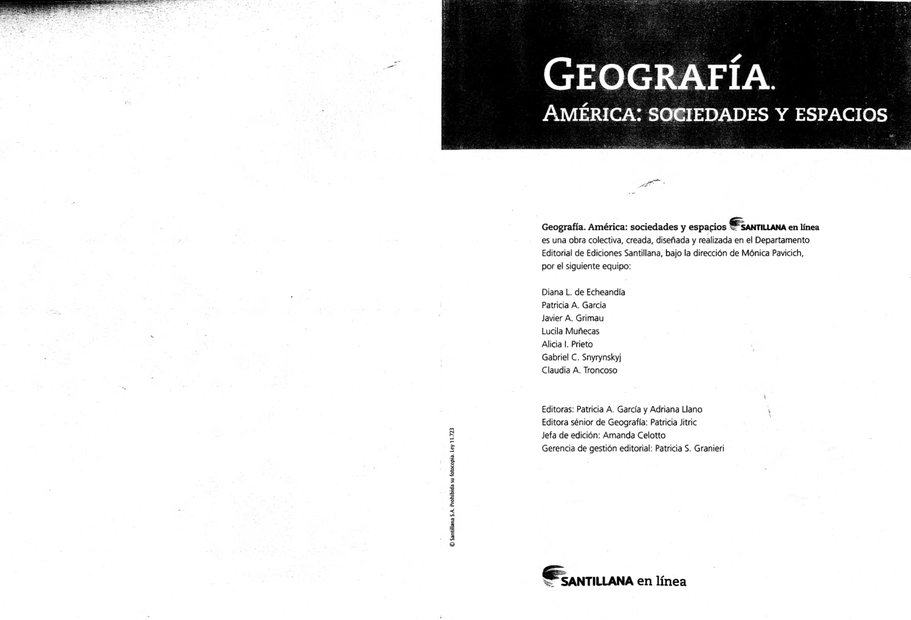 GEOGRAFÍA.
AMÉRICA: SOCIEDADES Y ESPACIOS
Geografía. América: sociedades y espacios SANTILLANA en línea
es una obra colectiva, creada, diseñada y realizada en el Departamento
Editorial de Ediciones Santillana, bajo la dirección de Mónica Pavicich,
por el siguiente equipo:
Diana L. de Echeandía
Patricia A. García
Javier A. Grimau
Lucila Muñecas
Alicia I. Prieto
Gabriel C. Snyrynskyj
Claudia A. Troncoso
Editoras: Patricia A. García y Adriana Llano
Editora sénior de Geografía: Patricia Jitric
Jefa de edición: Amanda Celotto
Gerencia de gestión editorial: Patricia S. Granieri
© Santillana S.A. Prohibida su fotocopia. Ley 11.723
SANTILLANA en línea